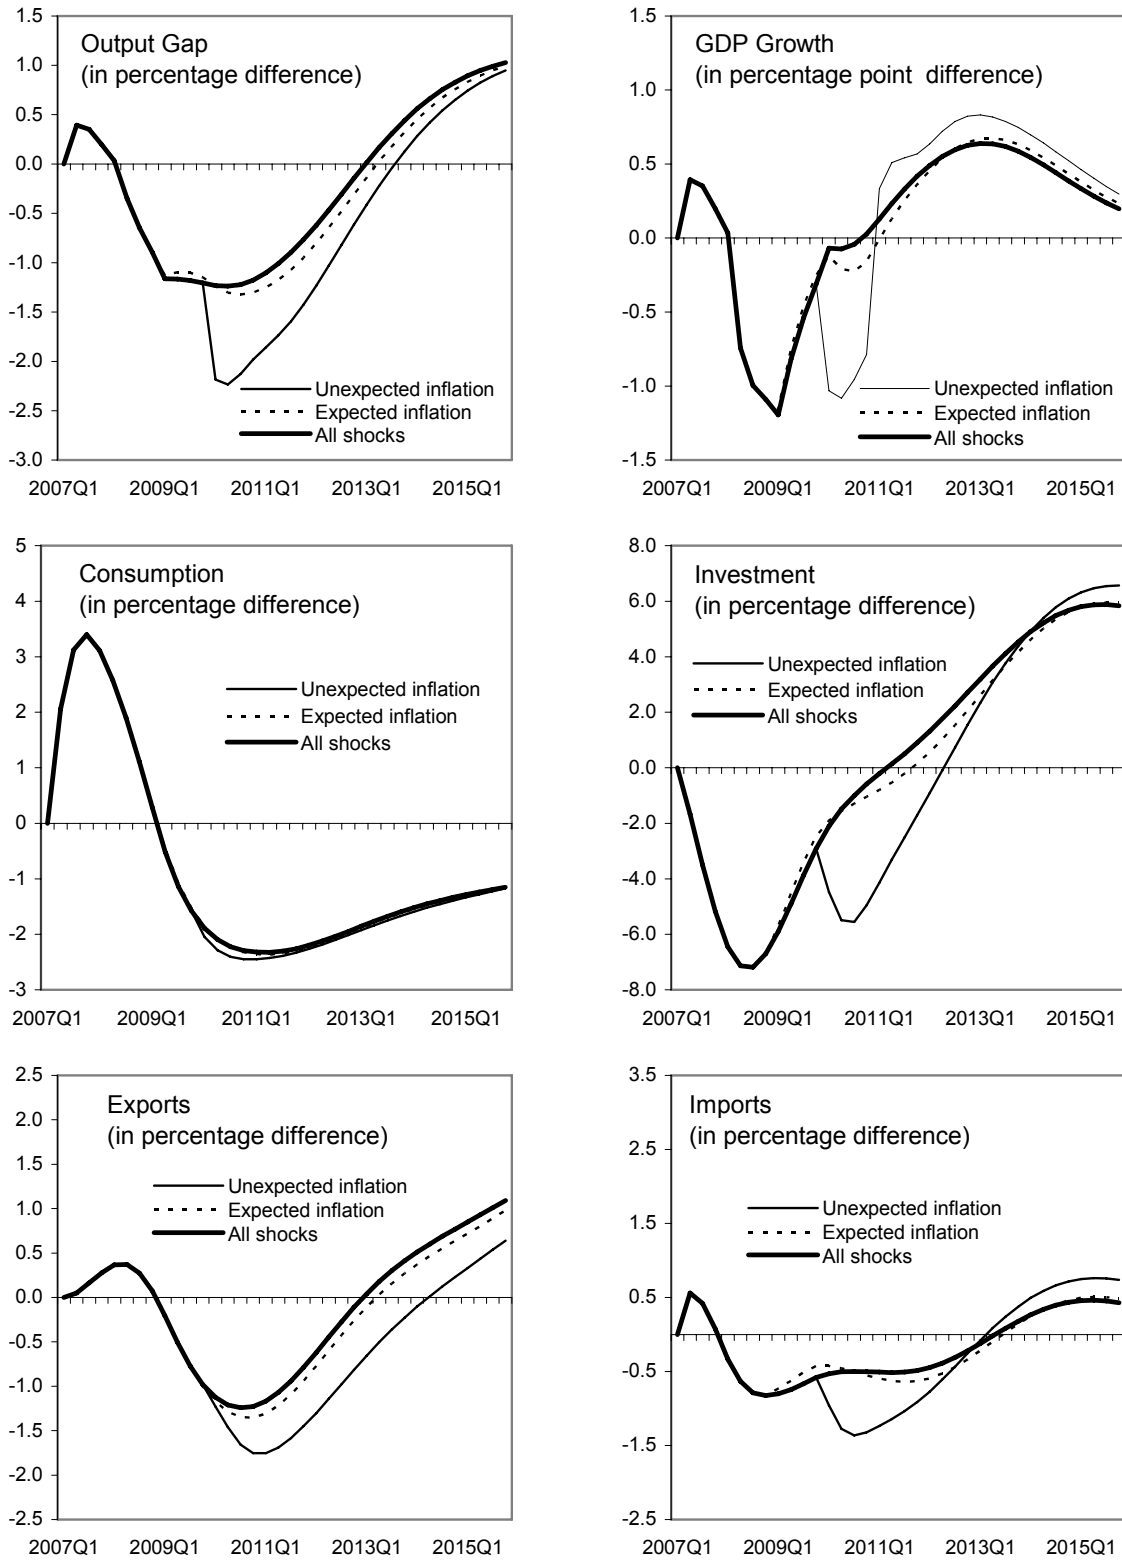 Output Gap
(in percentage difference)
1.5
1.0
0.5
0.0
-0.5
-1.0
-1.5
-2.0
-2.5
-3.0
Unexpected inflation
Expected inflation
All shocks
2007Q1 2009Q1 2011Q1 2013Q1 2015Q1
GDP Growth
(in percentage point difference)
1.5
1.0
0.5
0.0
-0.5
-1.0
-1.5
Unexpected inflation
Expected inflation
All shocks
2007Q1 2009Q1 2011Q1 2013Q1 2015Q1
Consumption
(in percentage difference)
5
4
3
2
1
0
-1
-2
-3
Unexpected inflation
Expected inflation
All shocks
2007Q1 2009Q1 2011Q1 2013Q1 2015Q1
Investment
(in percentage difference)
8.0
6.0
4.0
2.0
0.0
-2.0
-4.0
-6.0
-8.0
Unexpected inflation
Expected inflation
All shocks
2007Q1 2009Q1 2011Q1 2013Q1 2015Q1
Exports
(in percentage difference)
2.5
2.0
1.5
1.0
0.5
0.0
-0.5
-1.0
-1.5
-2.0
-2.5
Unexpected inflation
Expected inflation
All shocks
2007Q1 2009Q1 2011Q1 2013Q1 2015Q1
Imports
(in percentage difference)
3.5
2.5
1.5
0.5
-0.5
-1.5
-2.5
Unexpected inflation
Expected inflation
All shocks
2007Q1 2009Q1 2011Q1 2013Q1 2015Q1